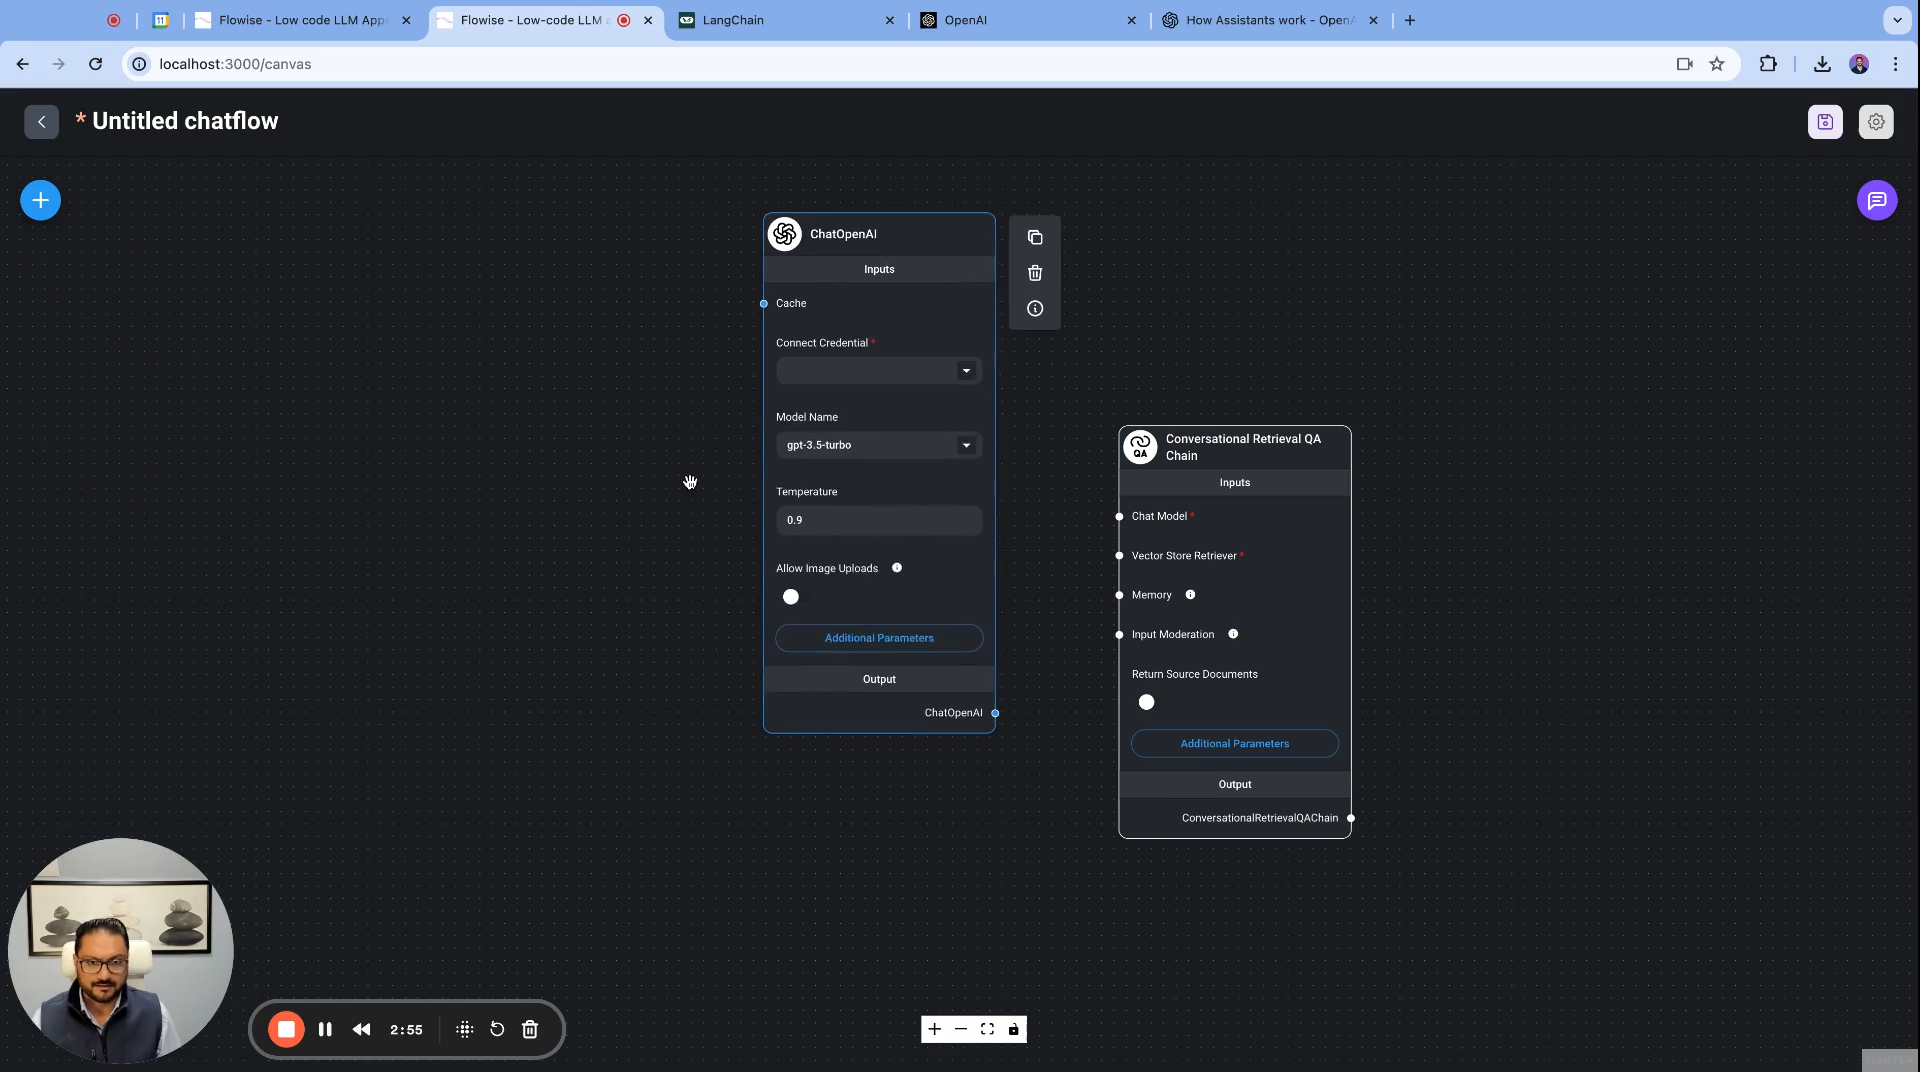 11
Flowise - Low code LLM Apps
Flowise - Low-code LLM a
LangChain
OpenAI
How Assistants work - OpenA
localhost:3000/canvas
* Untitled chatflow
ChatOpenAI
Inputs
Cache
Connect Credential *
Model Name
gpt-3.5-turbo
Temperature
0.9
Allow Image Uploads
Additional Parameters
Output
ChatOpenAI
QA
Conversational Retrieval QA
Chain
Inputs
Chat Model *
Vector Store Retriever *
Memory
Input Moderation
Return Source Documents
Additional Parameters
Output
ConversationalRetrievalQAChain
2:55